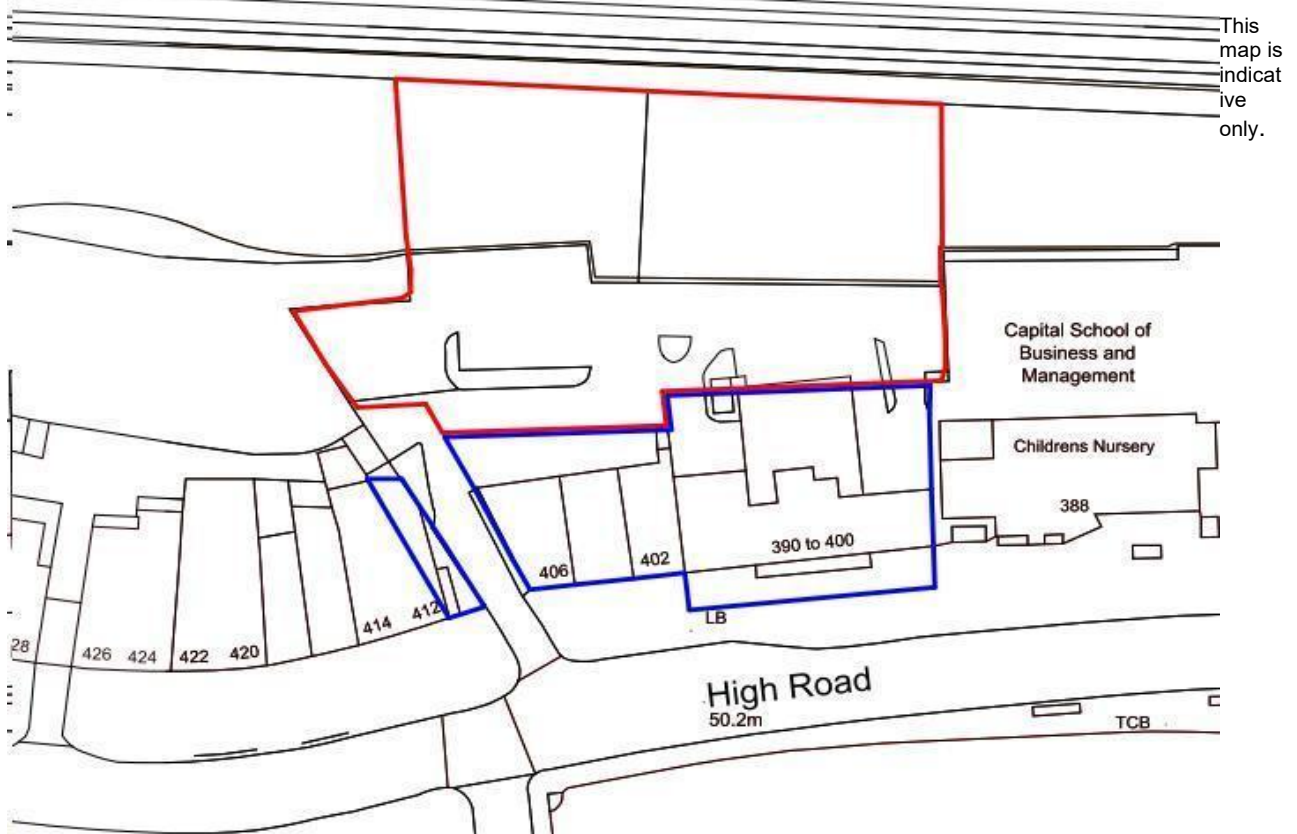 This
map is
indicat
ive
only.
Capital School of
Business and
Management
Childrens Nursery
388
390 to 400
402
406
412
414
420
422
424
426
28
LB
High Road
50.2m
TCB